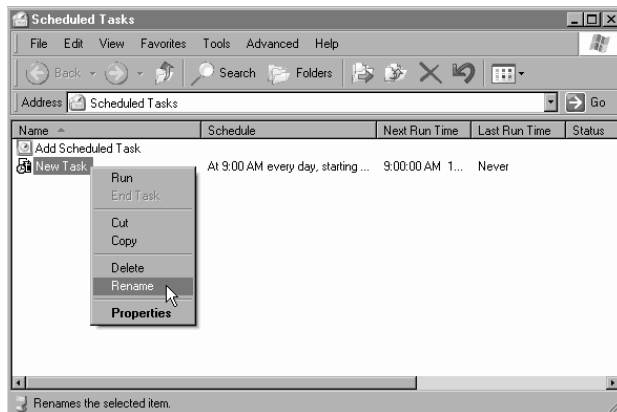 Scheduled Tasks
File Edit View Favorites Tools Advanced Help
Back Search Folders
Address Scheduled Tasks Go
Name Schedule Next Run Time Last Run Time Status
Add Scheduled Task
New Task At 9:00 AM every day, starting ... 9:00:00 AM 1... Never
Run
End Task
Cut
Copy
Delete
Rename
Properties
Renames the selected item.